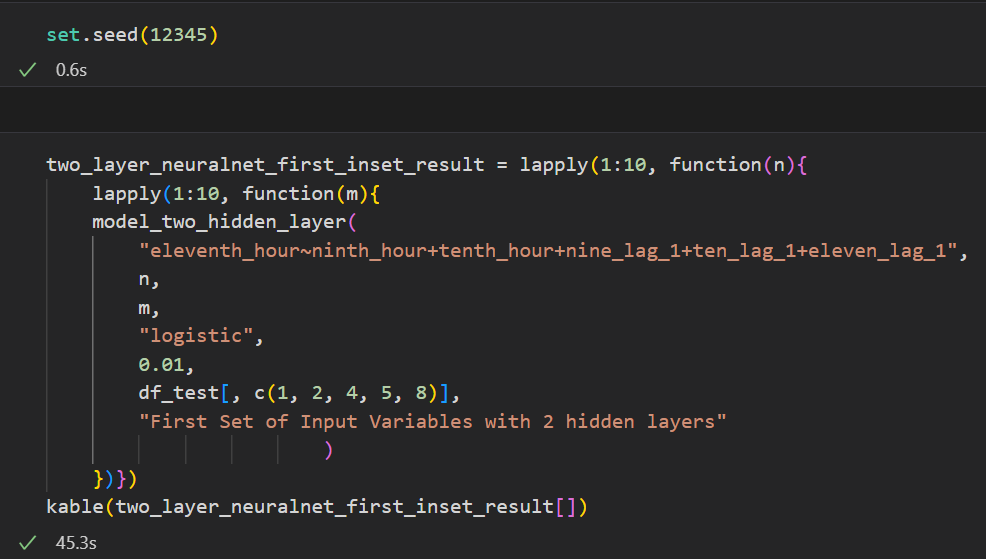 set.seed(12345)
0.6s
two_layer_neuralnet_first_inset_result = lapply(1:10, function(n){
lapply(1:10, function(m){
model_two_hidden_layer(
"eleventh_hour~ninth_hour+tenth_hour+nine_lag_1+ten_lag_1+eleven_lag_1",
n,
m,
"logistic",
0.01,
df_test[, c(1, 2, 4, 5, 8)],
"First Set of Input Variables with 2 hidden layers"
)
})})
kable(two_layer_neuralnet_first_inset_result[])
45.3s